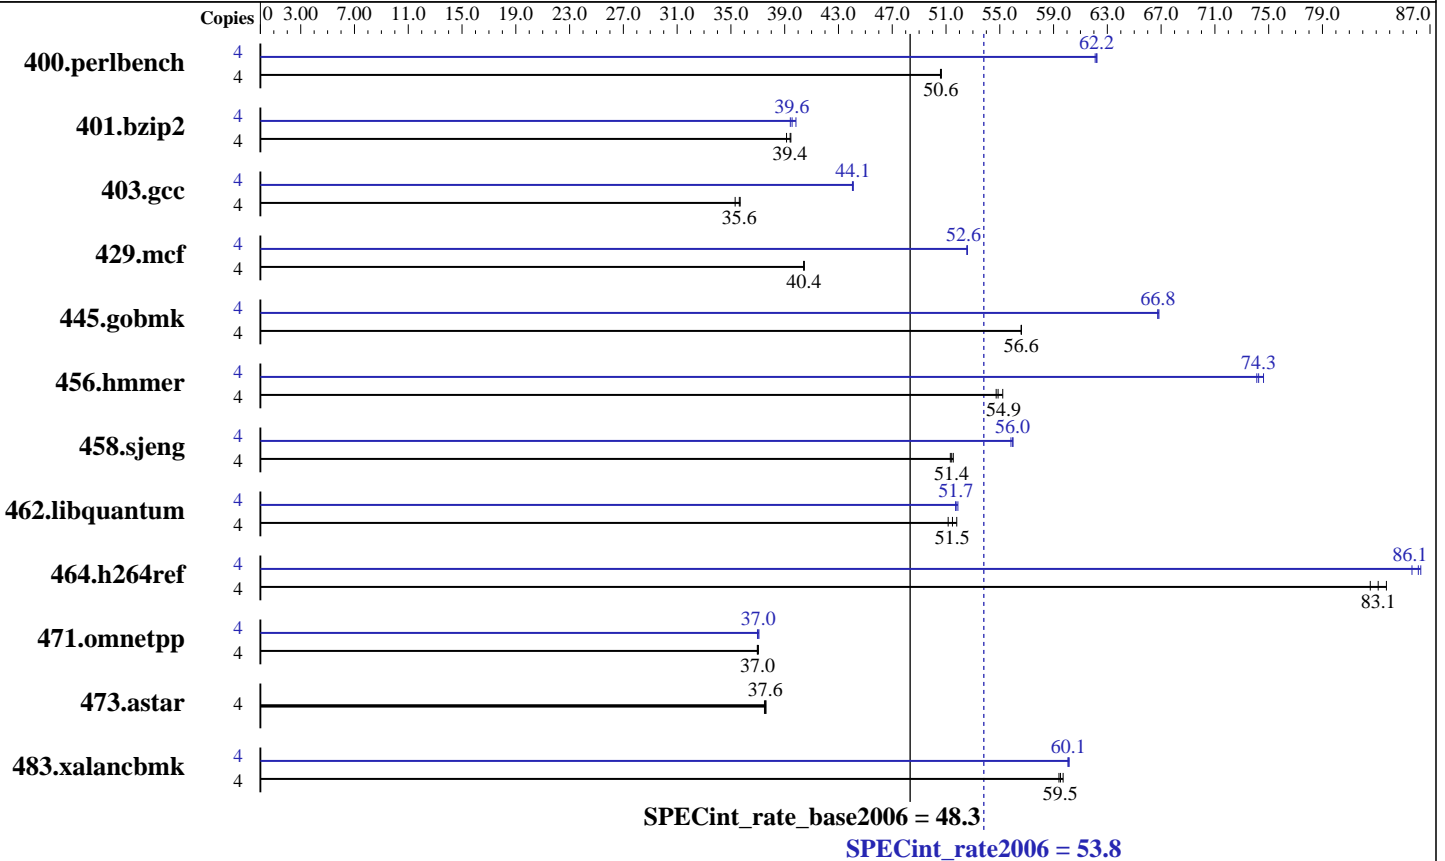 Copies 0 3.00 7.00 11.0 15.0 19.0 23.0 27.0 31.0 35.0 39.0 43.0 47.0 51.0 55.0 59.0 63.0 67.0 71.0 75.0 79.0 87.0
400.perlbench 4 62.2
4 50.6
401.bzip2 4 39.6
4 39.4
403.gcc 4 44.1
4 35.6
429.mcf 4 52.6
4 40.4
445.gobmk 4 66.8
4 56.6
456.hmmer 4 74.3
4 54.9
458.sjeng 4 56.0
4 51.4
462.libquantum 4 51.7
4 51.5
464.h264ref 4 86.1
4 83.1
471.omnetpp 4 37.0
4 37.0
473.astar 4 37.6
483.xalancbmk 4 60.1
4 59.5
SPECint_rate_base2006 = 48.3
SPECint_rate2006 = 53.8